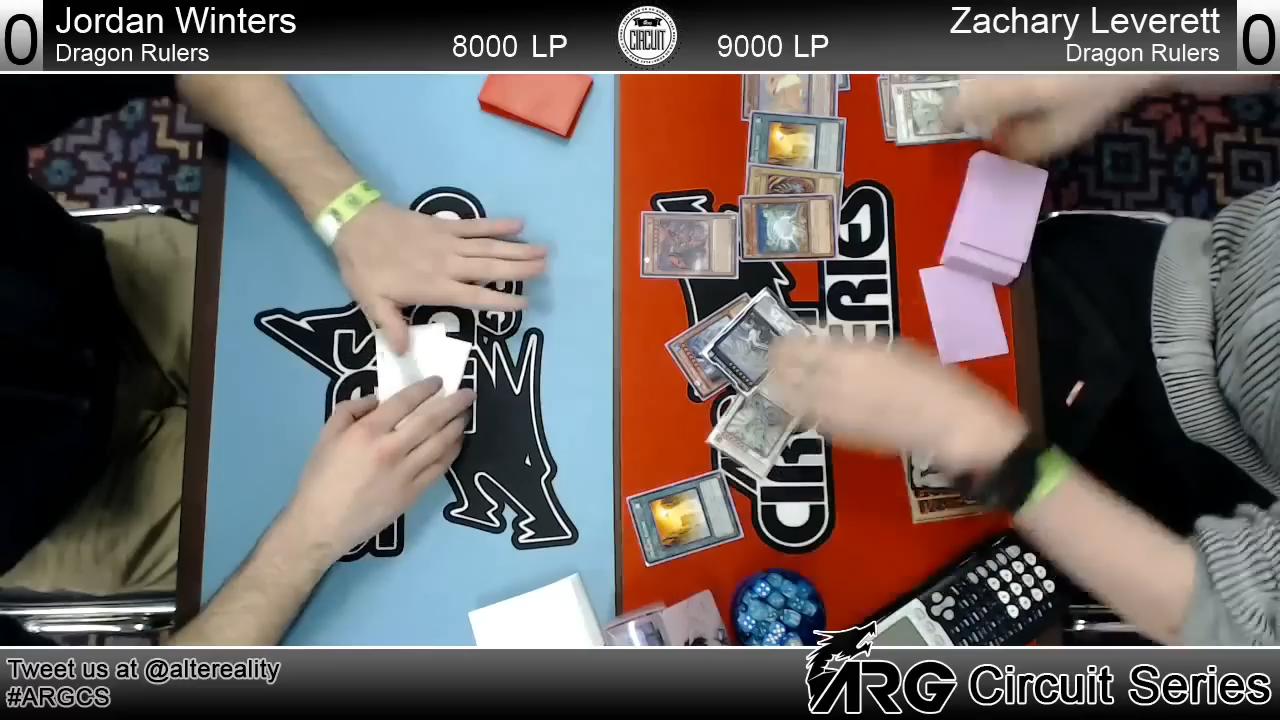 0
Jordan Winters
Dragon Rulers
8000 LP
ARG
CIRCUIT
9000 LP
Zachary Leverett
Dragon Rulers
0
Tweet us at @altereality
#ARGCS
ARG Circuit Series